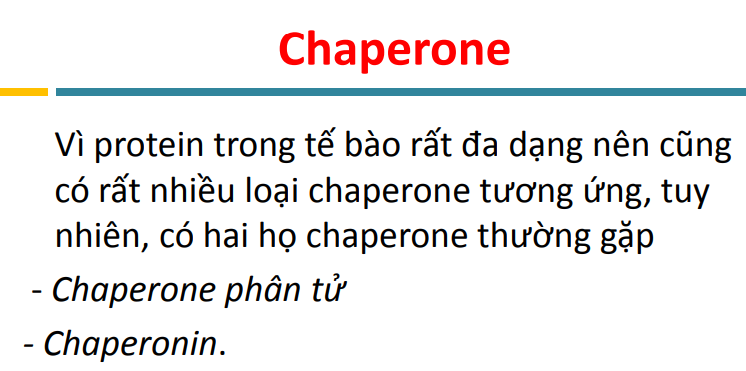 Chaperone
Vì protein trong tế bào rất đa dạng nên cũng
có rất nhiều loại chaperone tương ứng, tuy
nhiên, có hai họ chaperone thường gặp
- Chaperone phân tử
- Chaperonin.